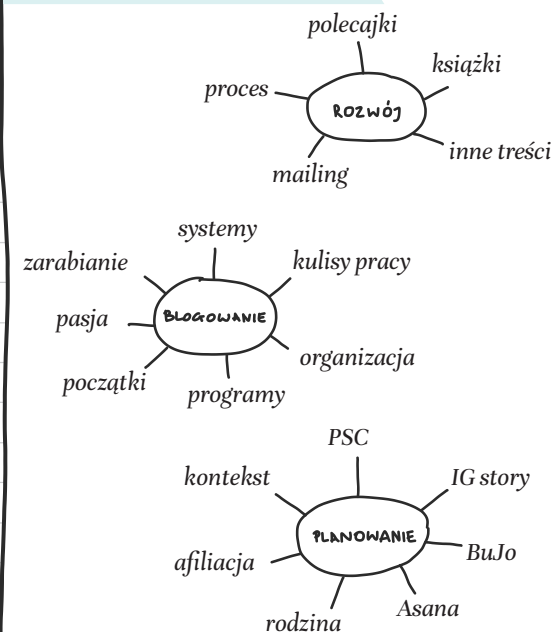 polecajki
książki
proces
ROZWÓJ
inne treści
mailing
systemy
zarabianie
kulisy pracy
pasja
BLOGOWANIE
organizacja
początki
programy
PSC
kontekst
IG story
PLANOWANIE
BuJo
afiliacja
Asana
rodzina